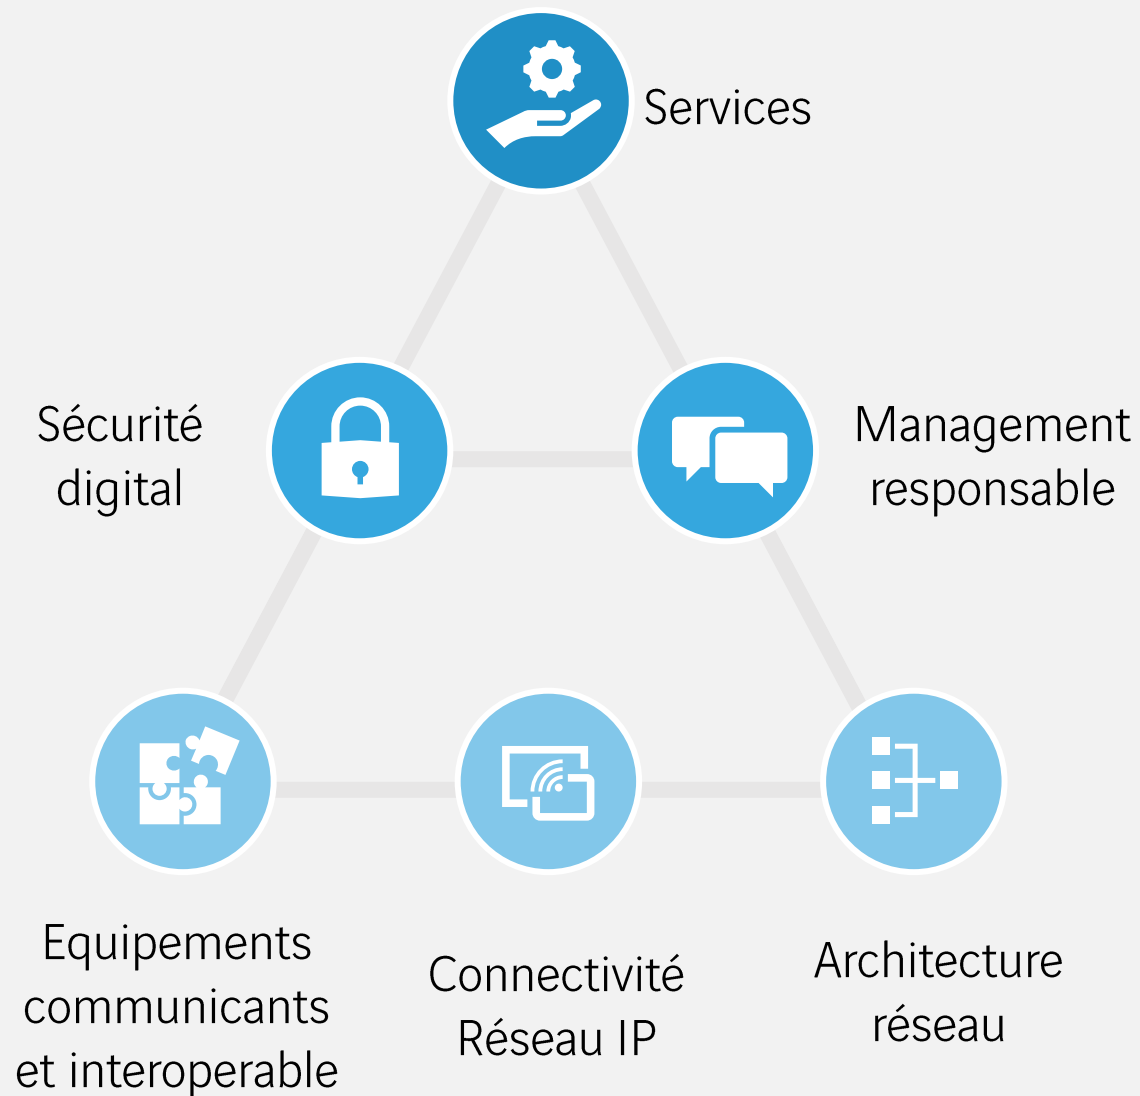 Services
Sécurité
digital
Management
responsable
Equipements
communicants
et interoperable
Connectivité
Réseau IP
Architecture
réseau